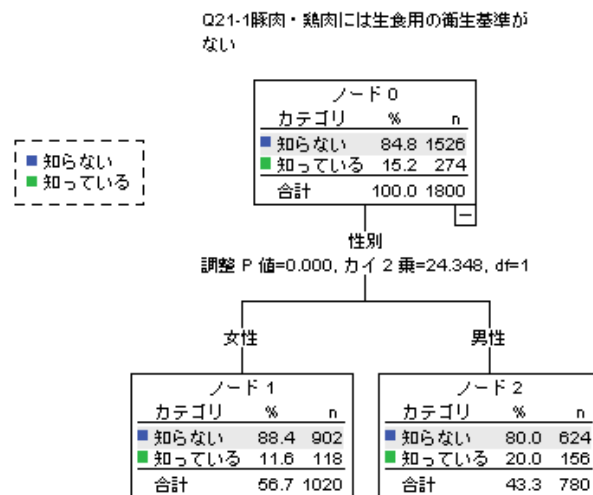 Q21-1豚肉・鶏肉には生食用の衛生基準が
ない
ノード 0
カテゴリ % n
知らない 84.8 1526
知っている 15.2 274
合計 100.0 1800
知らない
知っている
性別
調整 P 値=0.000, カイ 2 乗=24.348, df=1
女性
男性
ノード 1
カテゴリ % n
知らない 88.4 902
知っている 11.6 118
合計 56.7 1020
ノード 2
カテゴリ % n
知らない 80.0 624
知っている 20.0 156
合計 43.3 780